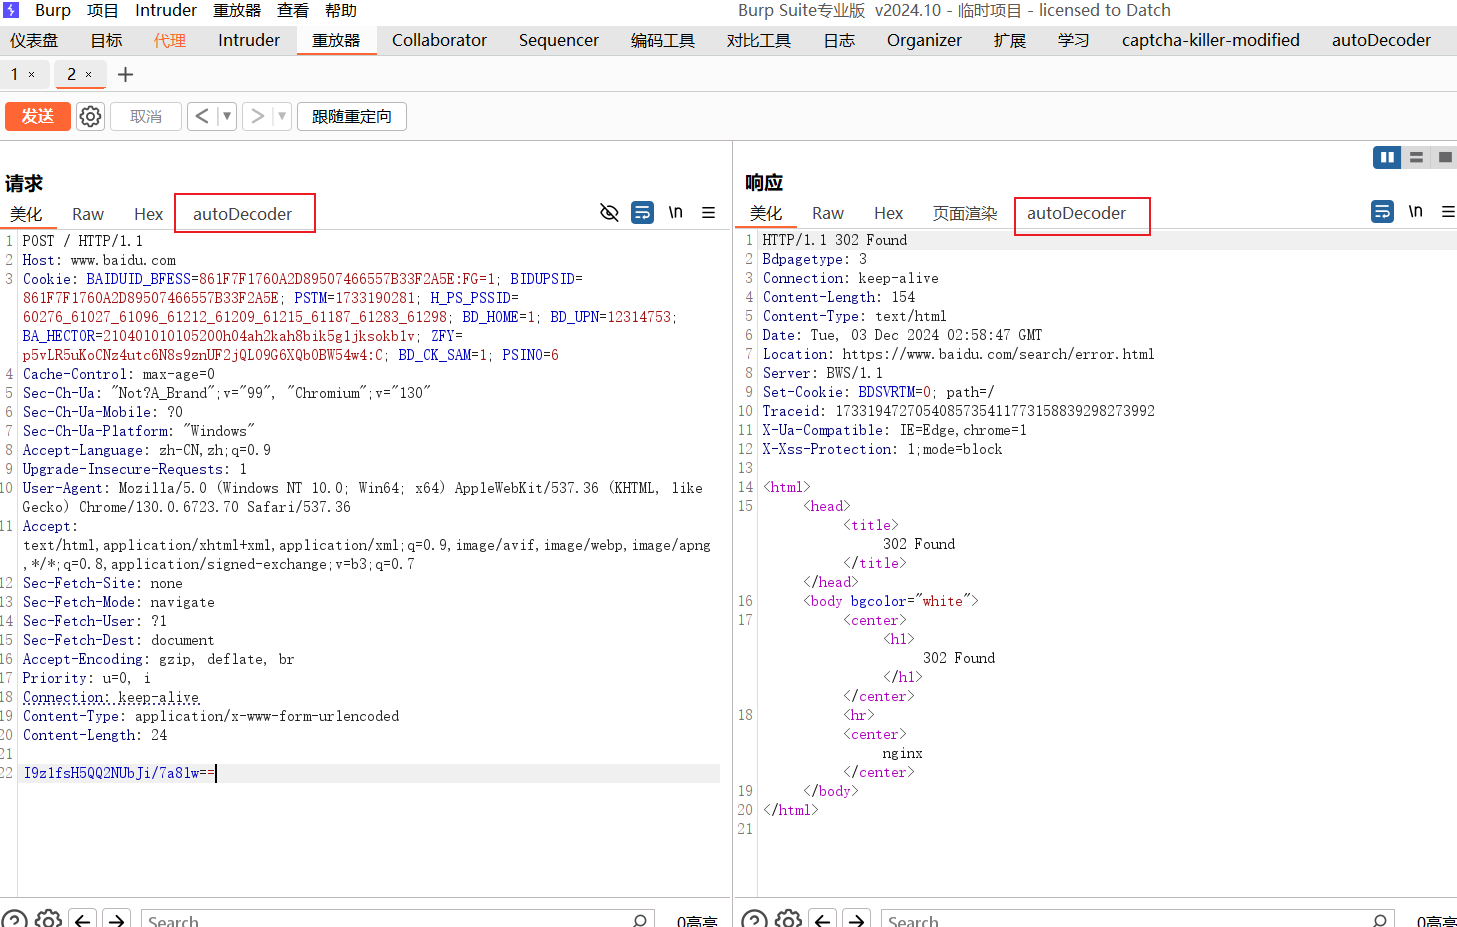 Burp 项目 Intruder 重放器 查看 帮助 Burp Suite专业版 v2024.10 - 临时项目 - licensed to Datch
仪表盘 目标 代理 Intruder 重放器 Collaborator Sequencer 编码工具 对比工具 日志 Organizer 扩展 学习 captcha-killer-modified autoDecoder
1 × 2 × +
发送 取消 < ▾ > ▾ 跟随重定向
请求
美化 Raw Hex autoDecoder \n
1 POST / HTTP/1.1
2 Host: www.baidu.com
3 Cookie: BAIDUID_BFESS=861F7F1760A2D89507466557B33F2A5E:FG=1; BIDUPSID=
861F7F1760A2D89507466557B33F2A5E; PSTM=1733190281; H_PS_PSSID=
60276_61027_61096_61212_61209_61215_61187_61283_61298; BD_HOME=1; BD_UPN=12314753;
BA_HECTOR=210401010105200h04ah2kah8bik5g1jksokb1v; ZFY=
p5vLR5uKoCNz4utc6N8s9znUF2jQL09G6XQb0BW54w4:C; BD_CK_SAM=1; PSINO=6
4 Cache-Control: max-age=0
5 Sec-Ch-Ua: "Not?A_Brand";v="99", "Chromium";v="130"
6 Sec-Ch-Ua-Mobile: ?0
7 Sec-Ch-Ua-Platform: "Windows"
8 Accept-Language: zh-CN,zh;q=0.9
9 Upgrade-Insecure-Requests: 1
10 User-Agent: Mozilla/5.0 (Windows NT 10.0; Win64; x64) AppleWebKit/537.36 (KHTML, like
Gecko) Chrome/130.0.6723.70 Safari/537.36
11 Accept:
text/html,application/xhtml+xml,application/xml;q=0.9,image/avif,image/webp,image/apng
,*/*;q=0.8,application/signed-exchange;v=b3;q=0.7
12 Sec-Fetch-Site: none
13 Sec-Fetch-Mode: navigate
14 Sec-Fetch-User: ?1
15 Sec-Fetch-Dest: document
16 Accept-Encoding: gzip, deflate, br
17 Priority: u=0, i
18 Connection: keep-alive
19 Content-Type: application/x-www-form-urlencoded
20 Content-Length: 24
21
22 I9z1fsH5QQ2NUbJi/7a81w==
Search 0高亮
响应
美化 Raw Hex 页面渲染 autoDecoder \n
1 HTTP/1.1 302 Found
2 Bdpagetype: 3
3 Connection: keep-alive
4 Content-Length: 154
5 Content-Type: text/html
6 Date: Tue, 03 Dec 2024 02:58:47 GMT
7 Location: https://www.baidu.com/search/error.html
8 Server: BWS/1.1
9 Set-Cookie: BDSVRTM=0; path=/
10 Traceid: 1733194727054085735411773158839298273992
11 X-Ua-Compatible: IE=Edge,chrome=1
12 X-Xss-Protection: 1;mode=block
13
14 <html>
15 <head>
<title>
302 Found
</title>
</head>
16 <body bgcolor="white">
17 <center>
<h1>
302 Found
</h1>
</center>
18 <hr>
<center>
nginx
</center>
19 </body>
20 </html>
21
Search 0高亮